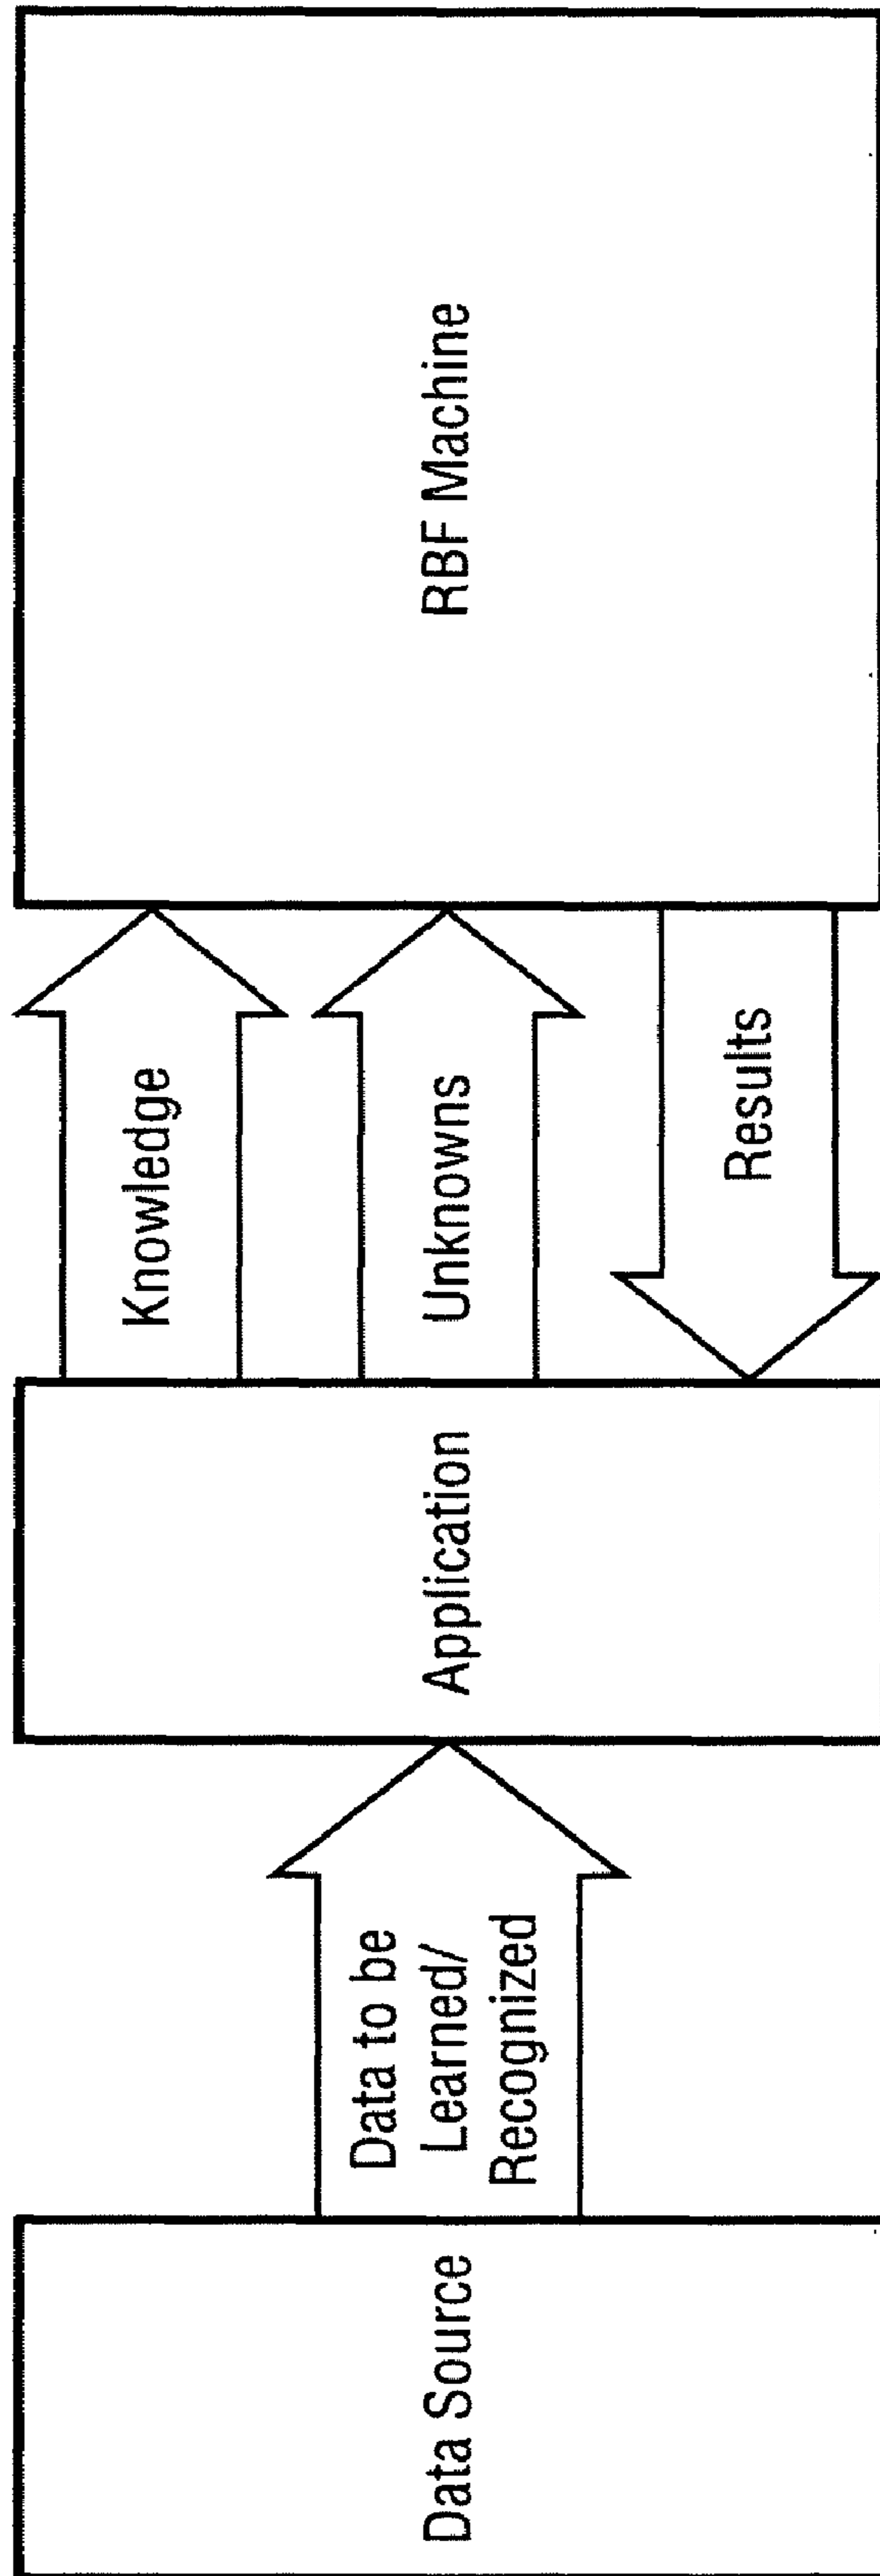 Data Source
Data to be
Learned/
Recognized
Application
Knowledge
Unknowns
Results
RBF Machine